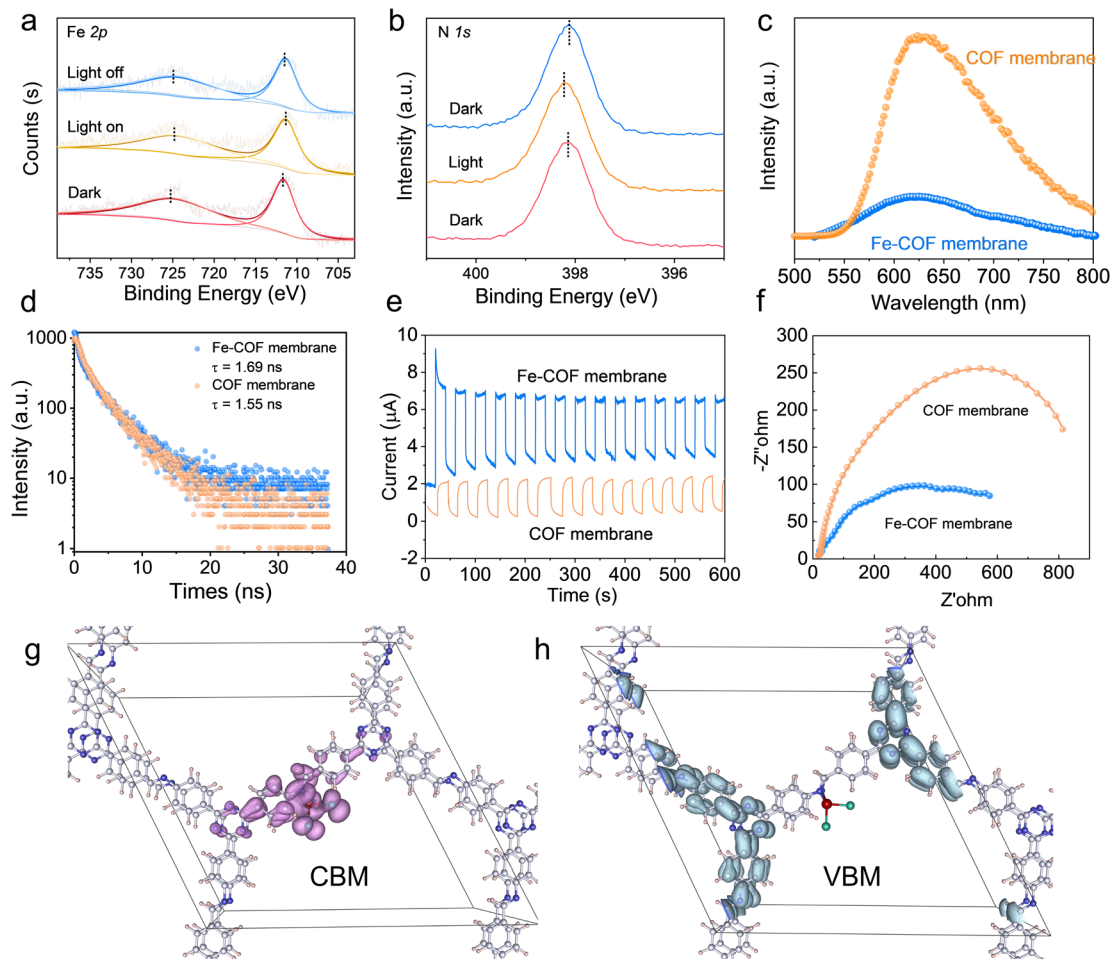 a
Fe 2p
Light off
Light on
Dark
Counts (s)
735
725
715
705
Binding Energy (eV)
b
N 1s
Dark
Light
Dark
Intensity (a.u.)
400
398
396
Binding Energy (eV)
c
COF membrane
Fe-COF membrane
Intensity (a.u.)
500
550
600
650
700
750
800
Wavelength (nm)
d
1000
100
10
1
Intensity (a.u.)
Fe-COF membrane
τ = 1.69 ns
COF membrane
τ = 1.55 ns
0
10
20
30
40
Times (ns)
e
10
8
6
4
2
0
-2
Current (μA)
Fe-COF membrane
COF membrane
0
100
200
300
400
500
600
Time (s)
f
300
250
200
150
100
50
0
-Z"ohm
COF membrane
Fe-COF membrane
0
200
400
600
800
Z'ohm
g
CBM
h
VBM